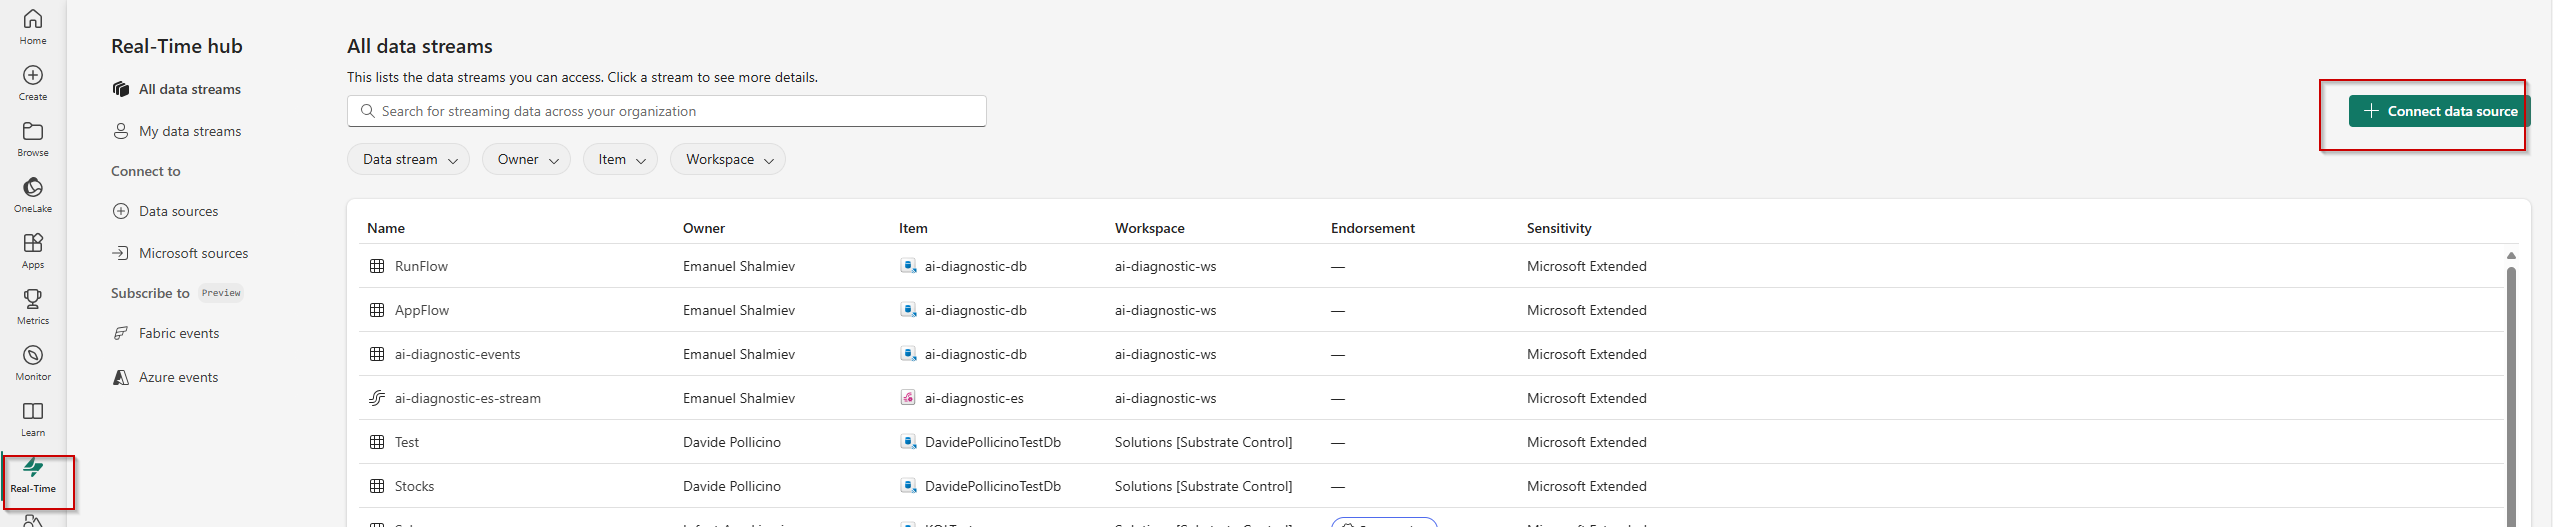 Home
Create
Browse
OneLake
Apps
Metrics
Monitor
Learn
Real-Time
Real-Time hub
All data streams
My data streams
Connect to
Data sources
Microsoft sources
Subscribe to Preview
Fabric events
Azure events
All data streams
This lists the data streams you can access. Click a stream to see more details.
Search for streaming data across your organization
Connect data source
Data stream Owner Item Workspace
Name Owner Item Workspace Endorsement Sensitivity
RunFlow Emanuel Shalmiev ai-diagnostic-db ai-diagnostic-ws — Microsoft Extended
AppFlow Emanuel Shalmiev ai-diagnostic-db ai-diagnostic-ws — Microsoft Extended
ai-diagnostic-events Emanuel Shalmiev ai-diagnostic-db ai-diagnostic-ws — Microsoft Extended
ai-diagnostic-es-stream Emanuel Shalmiev ai-diagnostic-es ai-diagnostic-ws — Microsoft Extended
Test Davide Pollicino DavidePollicinoTestDb Solutions [Substrate Control] — Microsoft Extended
Stocks Davide Pollicino DavidePollicinoTestDb Solutions [Substrate Control] — Microsoft Extended